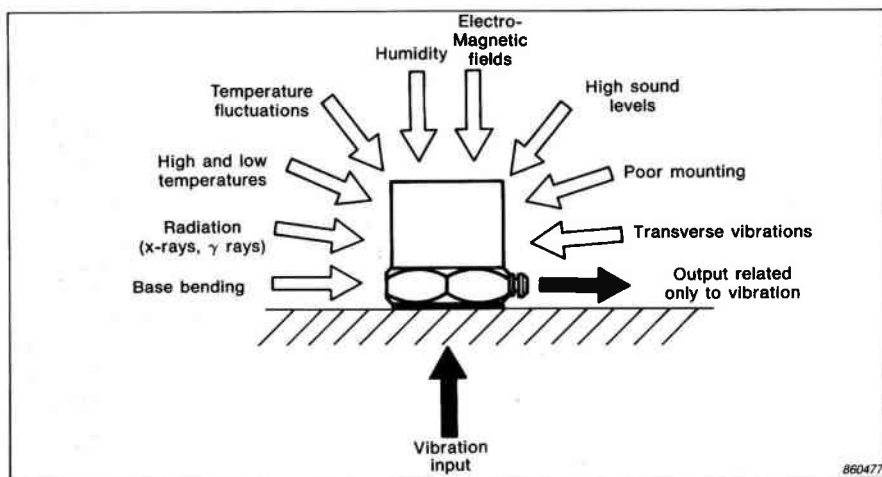 Electro-
Magnetic
fields
Humidity
Temperature
fluctuations
High sound
levels
High and low
temperatures
Poor mounting
Radiation
(x-rays, γ rays)
Transverse vibrations
Base bending
Output related
only to vibration
Vibration
input
860477